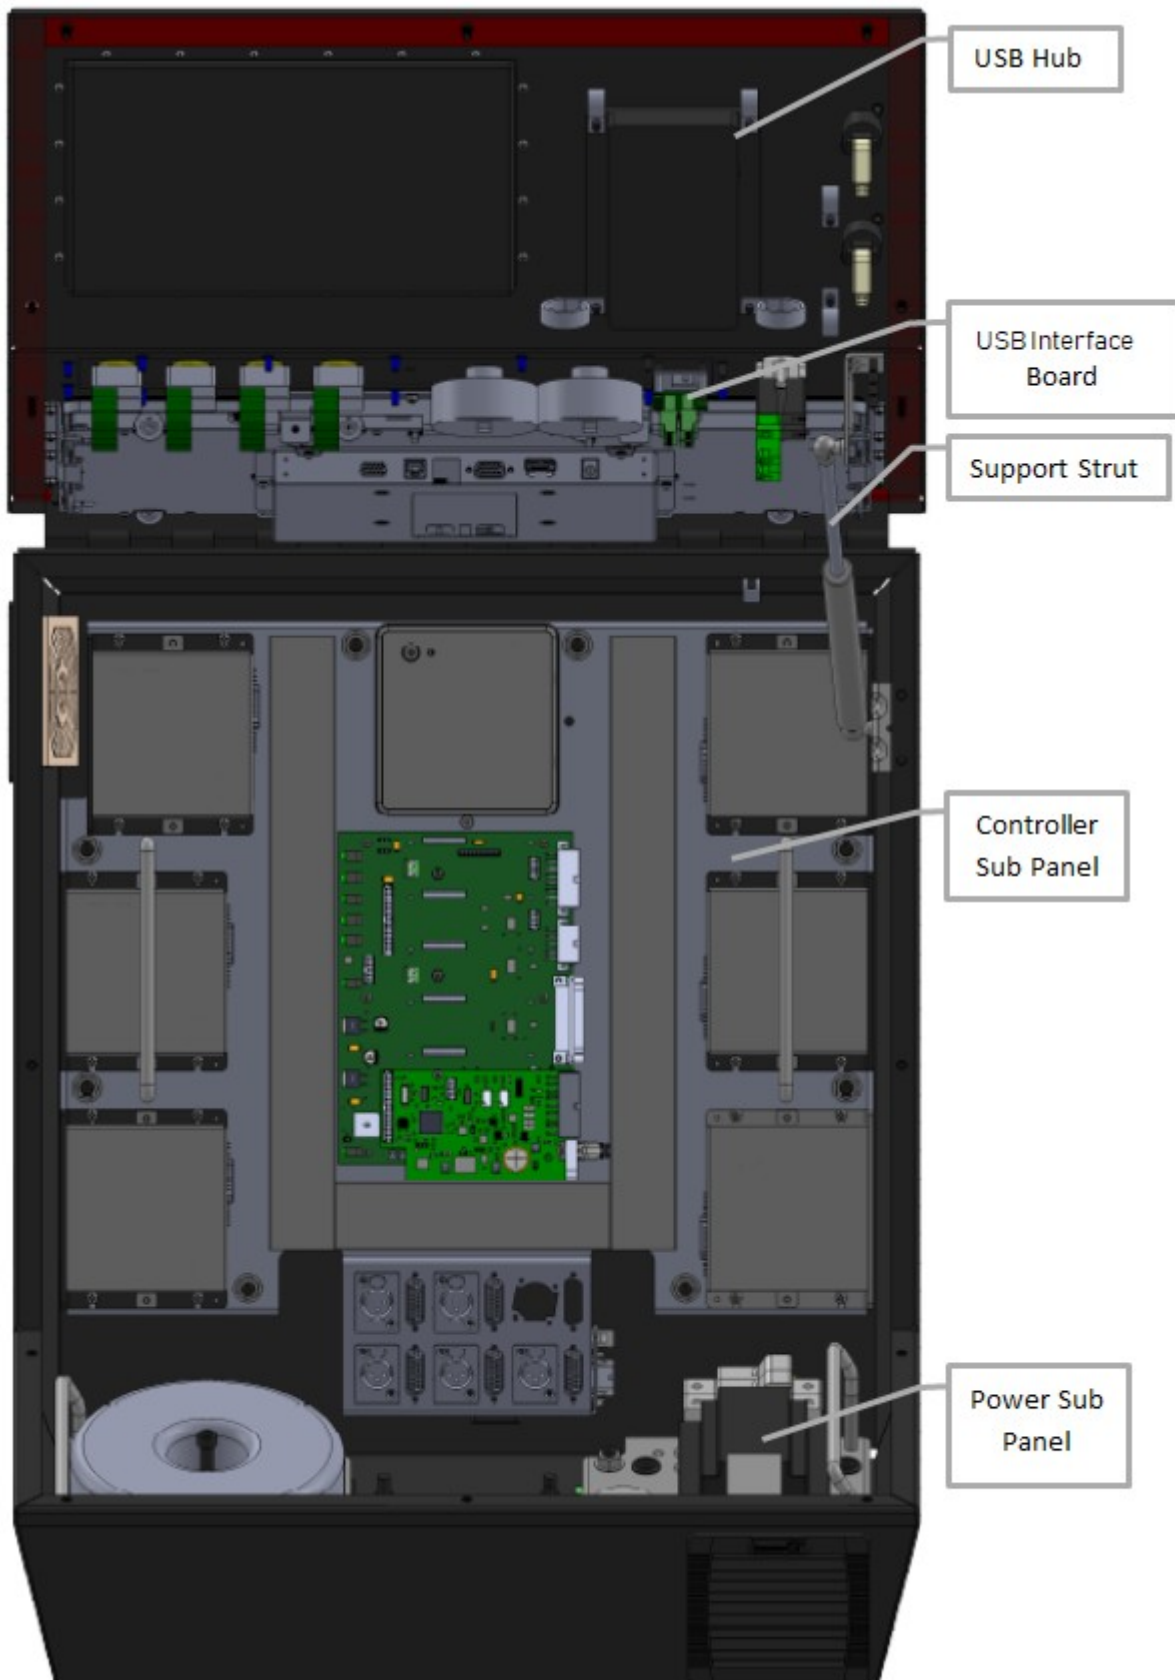 USB Hub
USB Interface
Board
Support Strut
Controller
Sub Panel
Power Sub
Panel